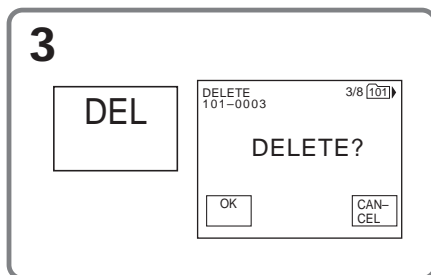 3
DEL
DELETE 3/8 101
101–0003
DELETE?
OK
CAN–
CEL